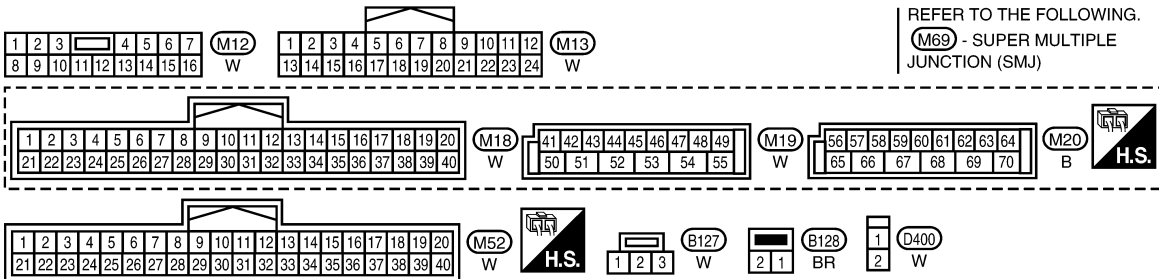 REFER TO THE FOLLOWING.
M69 - SUPER MULTIPLE
JUNCTION (SMJ)
1 2 3 4 5 6 7 M12
8 9 10 11 12 13 14 15 16 W
1 2 3 4 5 6 7 8 9 10 11 12 M13
13 14 15 16 17 18 19 20 21 22 23 24 W
1 2 3 4 5 6 7 8 9 10 11 12 13 14 15 16 17 18 19 20 M18
21 22 23 24 25 26 27 28 29 30 31 32 33 34 35 36 37 38 39 40 W
41 42 43 44 45 46 47 48 49 M19
50 51 52 53 54 55 W
56 57 58 59 60 61 62 63 64 M20
65 66 67 68 69 70 B
H.S.
1 2 3 4 5 6 7 8 9 10 11 12 13 14 15 16 17 18 19 20 M52
21 22 23 24 25 26 27 28 29 30 31 32 33 34 35 36 37 38 39 40 W
H.S.
B127
1 2 3 W
B128
2 1 BR
1 D400
2 W